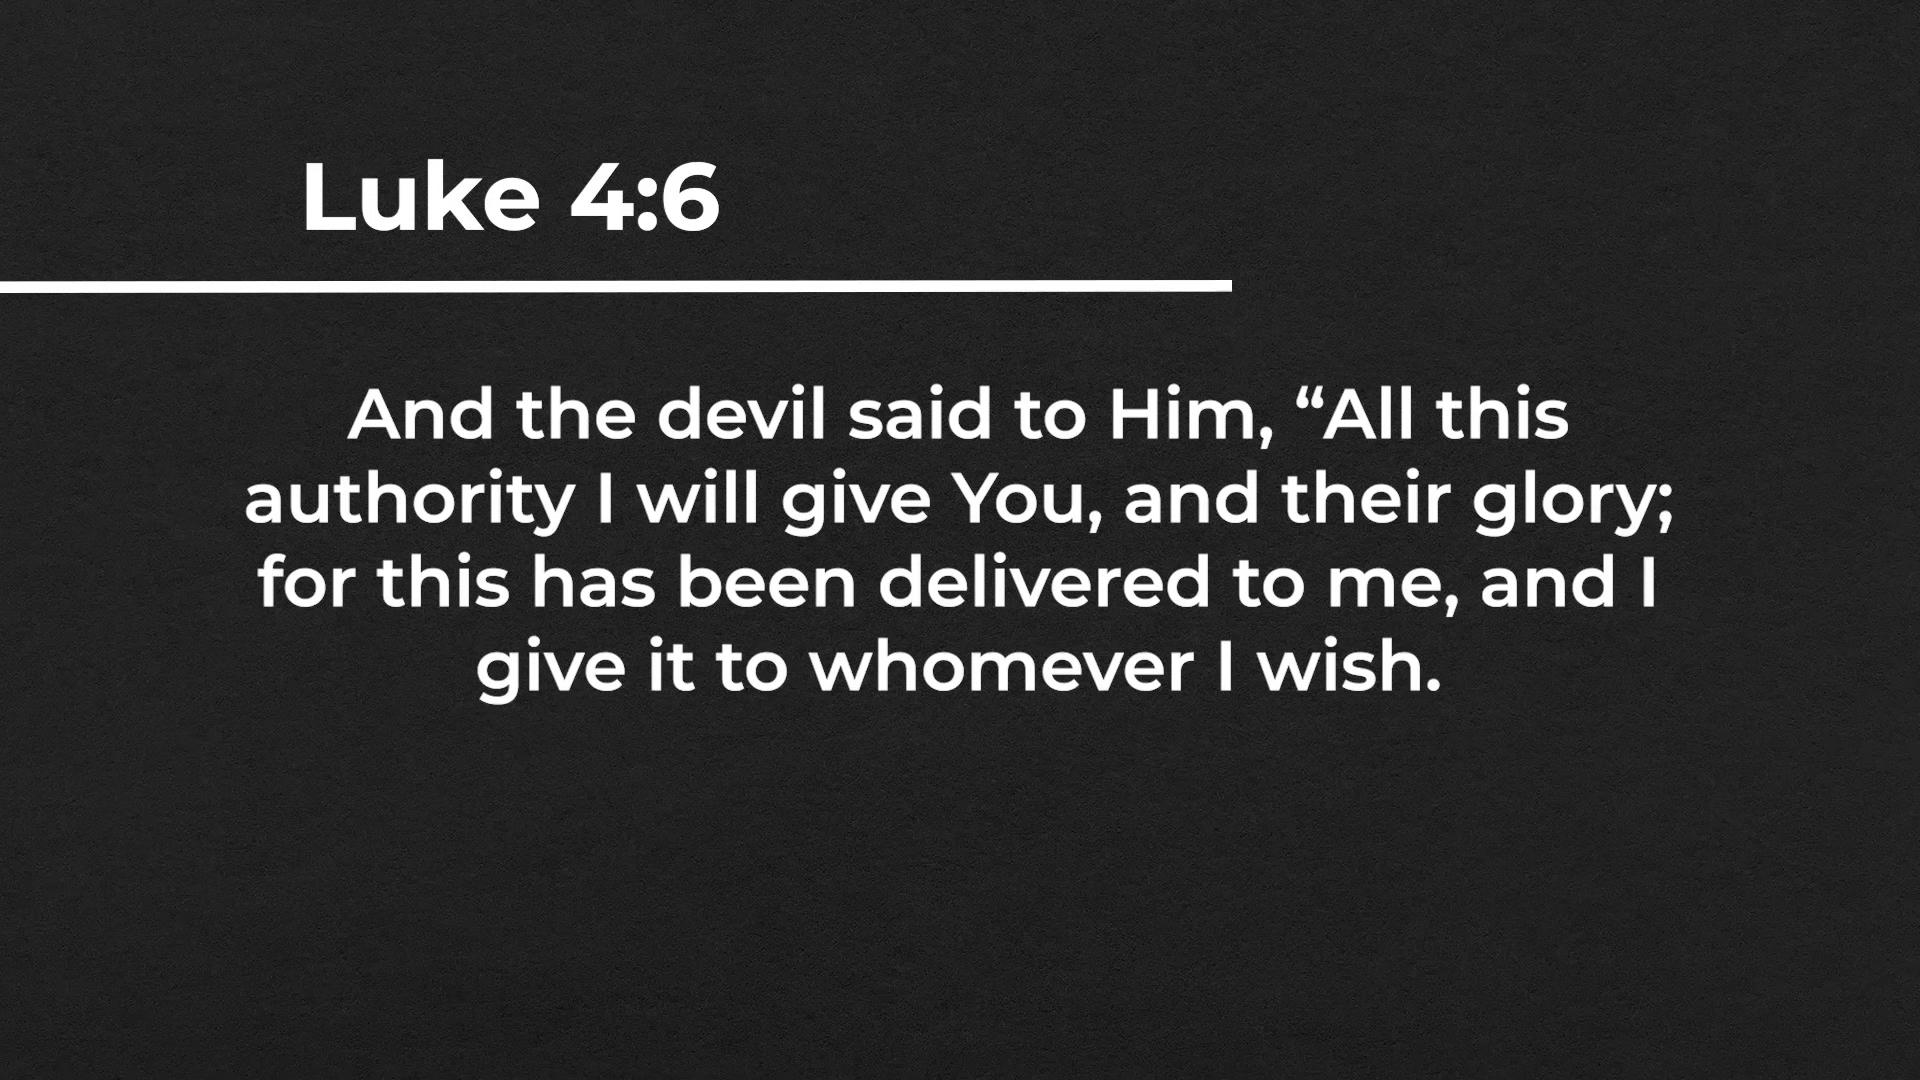 Luke 4:6
And the devil said to Him, “All this
authority I will give You, and their glory;
for this has been delivered to me, and I
give it to whomever I wish.